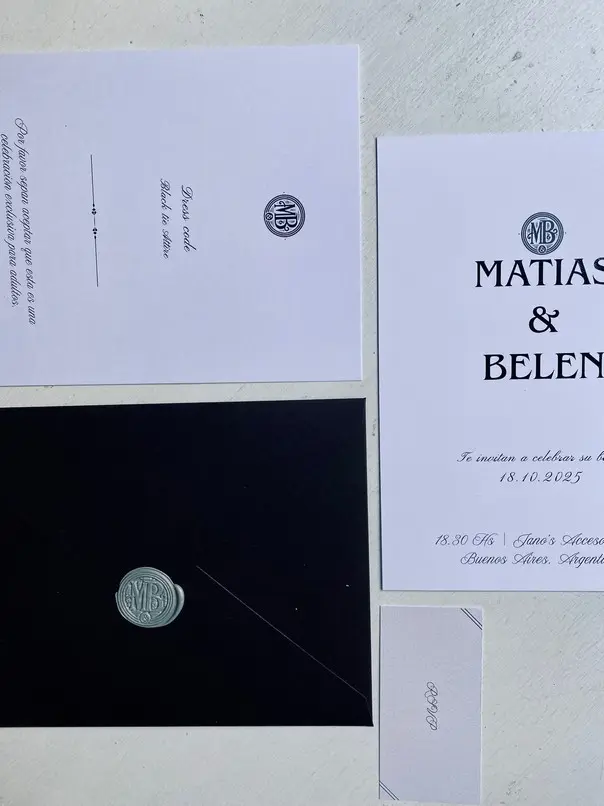 MB
Dress code
Black tie Attire
Por favor sepan aceptar que esta es una
celebración exclusiva para adultos.
MB
MATIAS
&
BELEN
Te invitan a celebrar su
18.10.2025
18.30 Hs | Jano's
Buenos Aires,
MB
RSVP